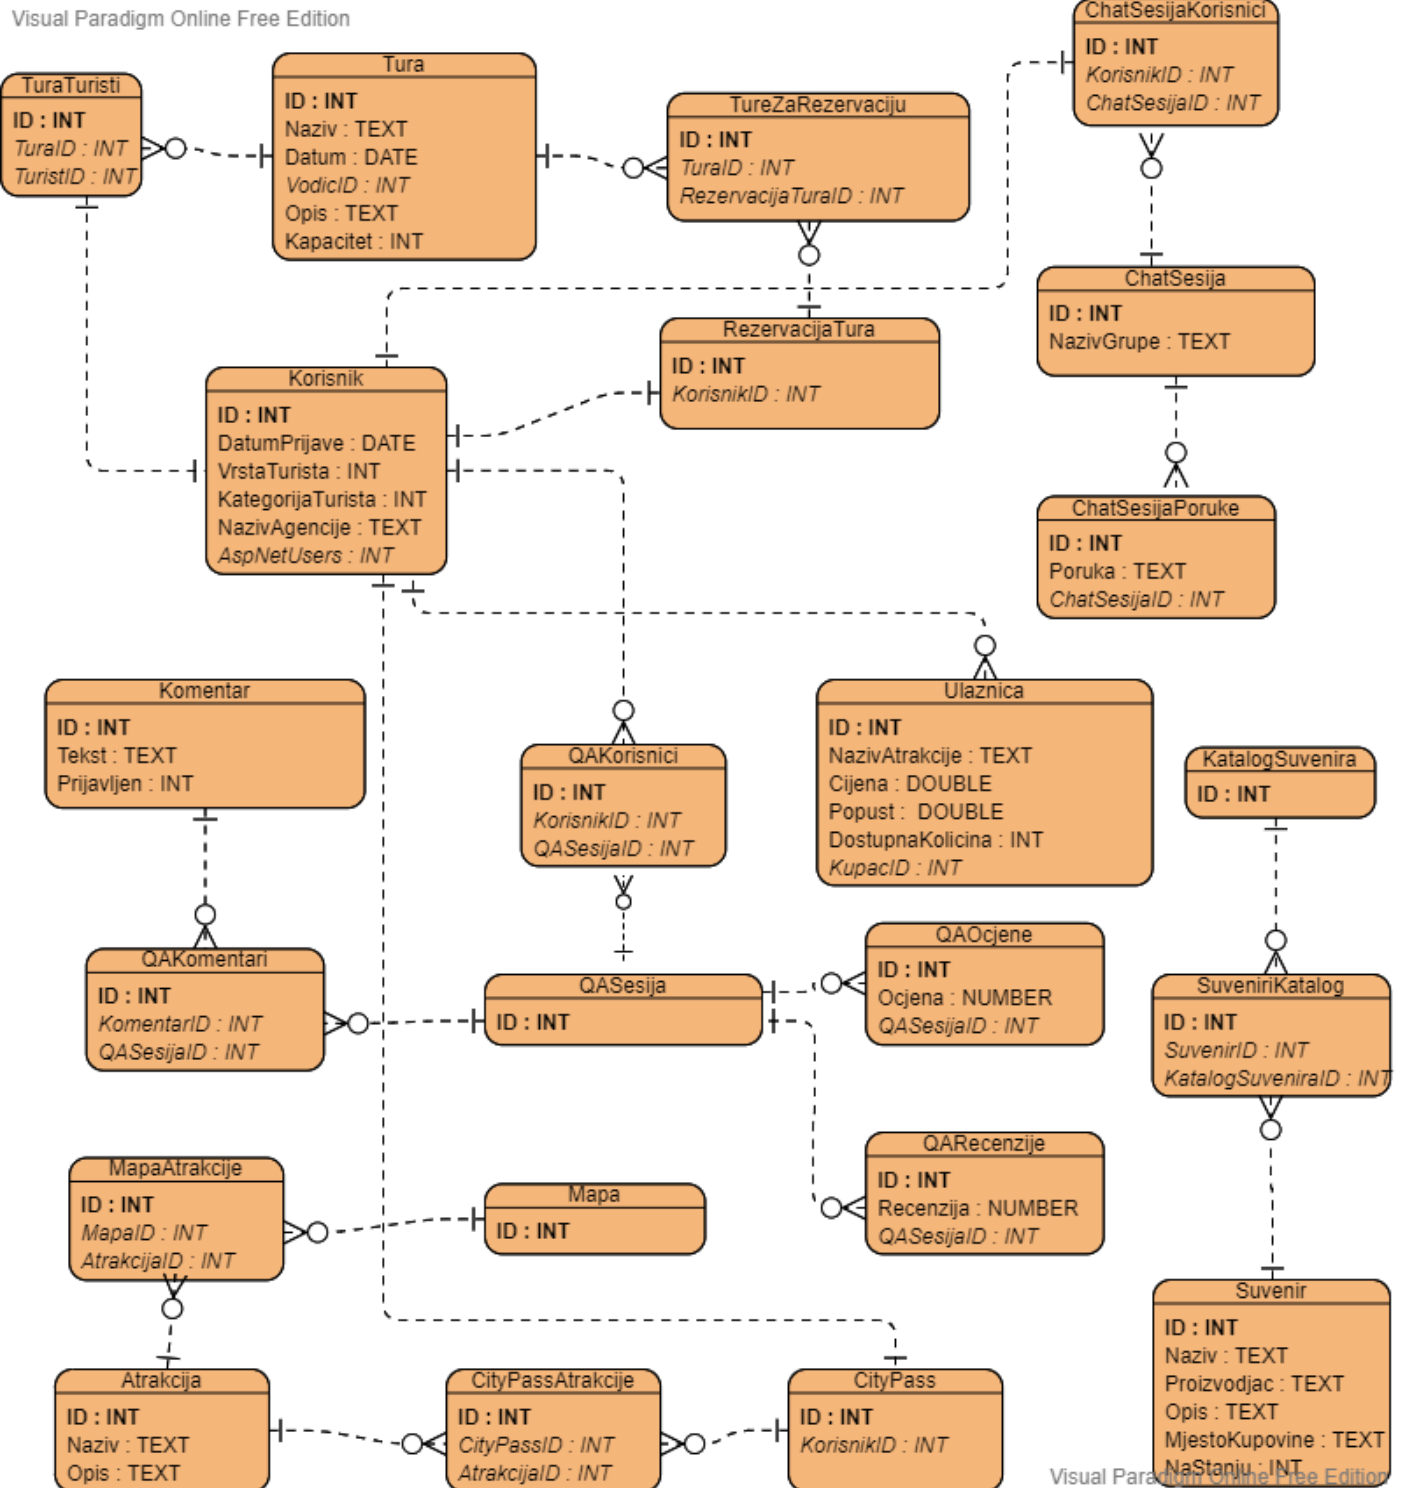 Visual Paradigm Online Free Edition
ChatSesijaKorisnici
ID : INT
KorisnikID : INT
ChatSesijaID : INT
TuraTuristi
ID : INT
TuraID : INT
TuristID : INT
Tura
ID : INT
Naziv : TEXT
Datum : DATE
VodicID : INT
Opis : TEXT
Kapacitet : INT
TureZaRezervaciju
ID : INT
TuraID : INT
RezervacijaTuraID : INT
ChatSesija
ID : INT
NazivGrupe : TEXT
RezervacijaTura
ID : INT
KorisnikID : INT
Korisnik
ID : INT
DatumPrijave : DATE
VrstaTurista : INT
KategorijaTurista : INT
NazivAgencije : TEXT
AspNetUsers : INT
ChatSesijaPoruke
ID : INT
Poruka : TEXT
ChatSesijaID : INT
Komentar
ID : INT
Tekst : TEXT
Prijavljen : INT
QAKorisnici
ID : INT
KorisnikID : INT
QASesijaID : INT
Ulaznica
ID : INT
NazivAtrakcije : TEXT
Cijena : DOUBLE
Popust :  DOUBLE
DostupnaKolicina : INT
KupacID : INT
KatalogSuvenira
ID : INT
QAKomentari
ID : INT
KomentarID : INT
QASesijaID : INT
QASesija
ID : INT
QAOcjene
ID : INT
Ocjena : NUMBER
QASesijaID : INT
SuveniriKatalog
ID : INT
SuvenirID : INT
KatalogSuveniraID : INT
QARecenzije
ID : INT
Recenzija : NUMBER
QASesijaID : INT
MapaAtrakcije
ID : INT
MapaID : INT
AtrakcijaID : INT
Mapa
ID : INT
Suvenir
ID : INT
Naziv : TEXT
Proizvodjac : TEXT
Opis : TEXT
MjestoKupovine : TEXT
NaStanju : INT
Atrakcija
ID : INT
Naziv : TEXT
Opis : TEXT
CityPassAtrakcije
ID : INT
CityPassID : INT
AtrakcijaID : INT
CityPass
ID : INT
KorisnikID : INT
Visual Paradigm Online Free Edition